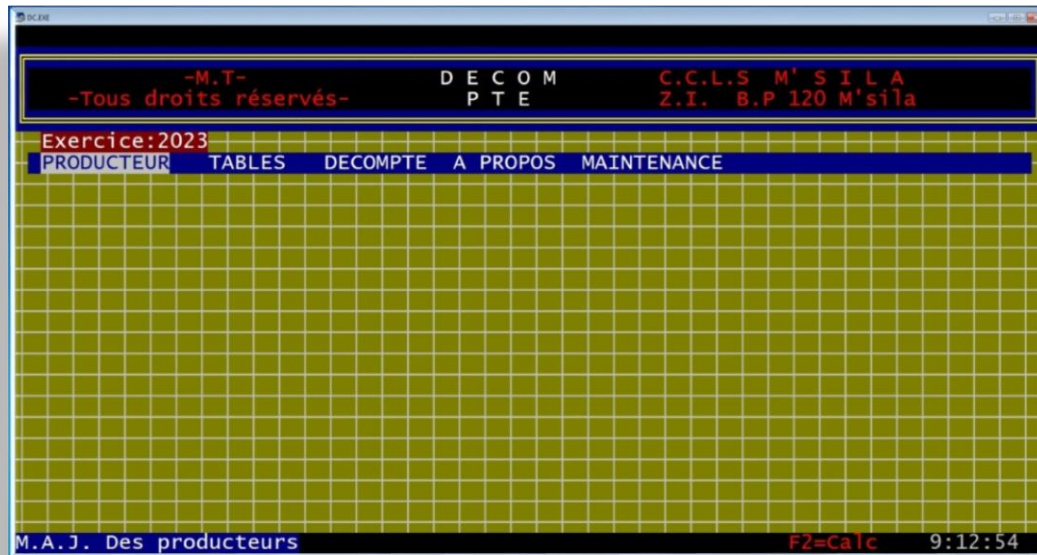 DC.EXE
-M.T- D E C O M C.C.L.S M' S I L A
-Tous droits réservés- P T E Z.I. B.P 120 M'sila
Exercice:2023
PRODUCTEUR TABLES DECOMPTE A PROPOS MAINTENANCE
M.A.J. Des producteurs F2=Calc 9:12:54